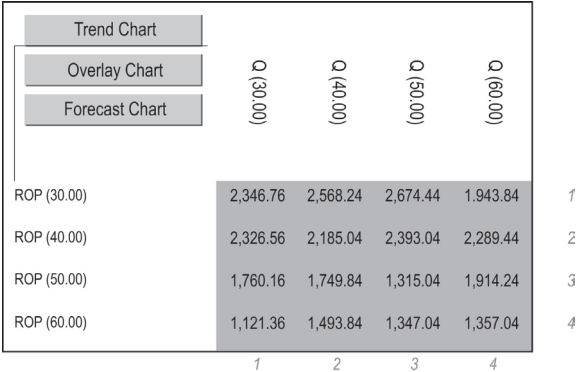 Trend Chart
Overlay Chart
Forecast Chart
Q (30.00) Q (40.00) Q (50.00) Q (60.00)
ROP (30.00) 2,346.76 2,568.24 2,674.44 1.943.84 1
ROP (40.00) 2,326.56 2,185.04 2,393.04 2,289.44 2
ROP (50.00) 1,760.16 1,749.84 1,315.04 1,914.24 3
ROP (60.00) 1,121.36 1,493.84 1,347.04 1,357.04 4
1 2 3 4